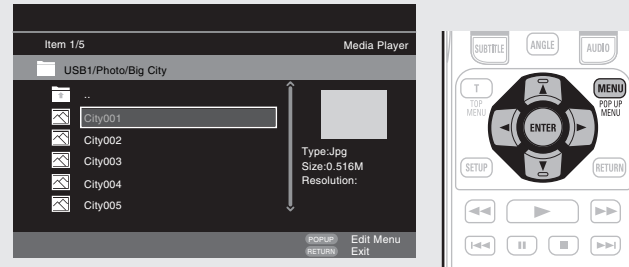 Item 1/5 Media Player
USB1/Photo/Big City
..
City001
City002
City003
City004
City005
Type:Jpg
Size:0.516M
Resolution:
POPUP Edit Menu
RETURN Exit
SUBTITLE ANGLE AUDIO
T
TOP
MENU
MENU
POP UP
MENU
ENTER
SETUP RETURN